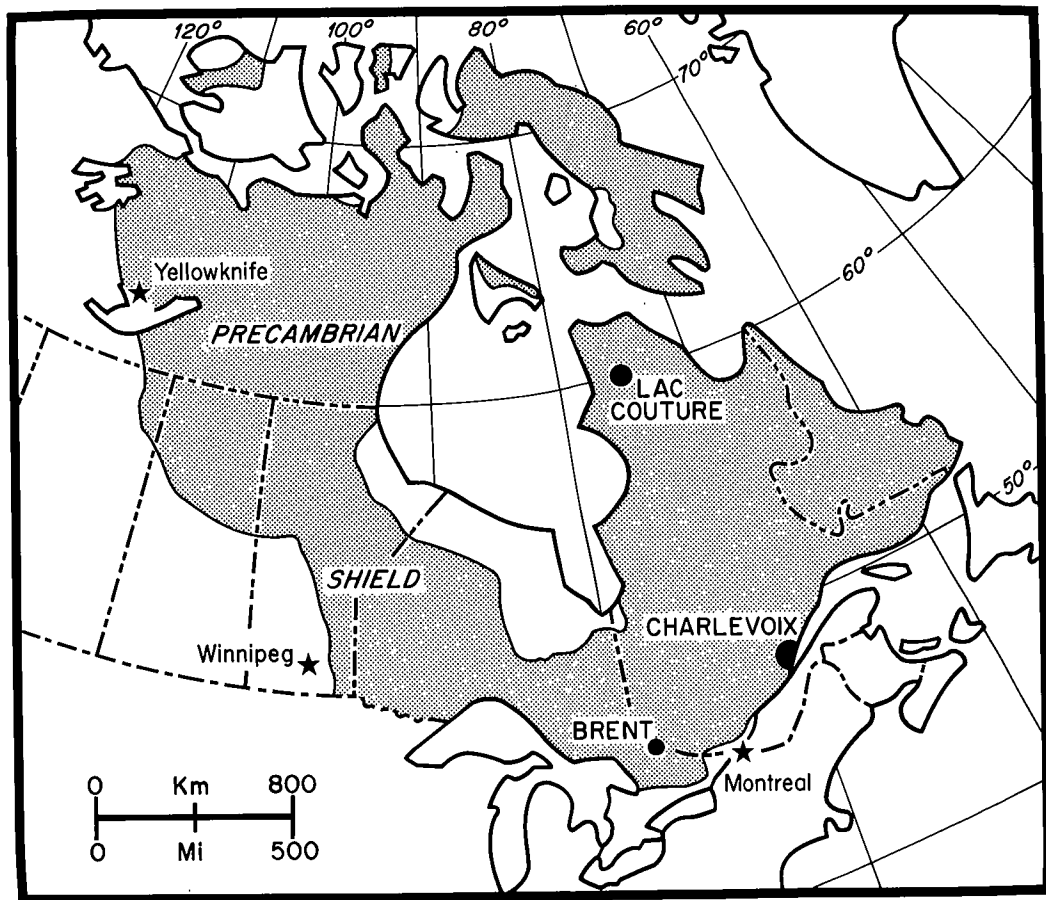 120°
100°
80°
60°
70°
Yellowknife
60°
PRECAMBRIAN
LAC
COUTURE
50°
SHIELD
CHARLEVOIX
Winnipeg
BRENT
Montreal
0 Km 800
0 Mi 500